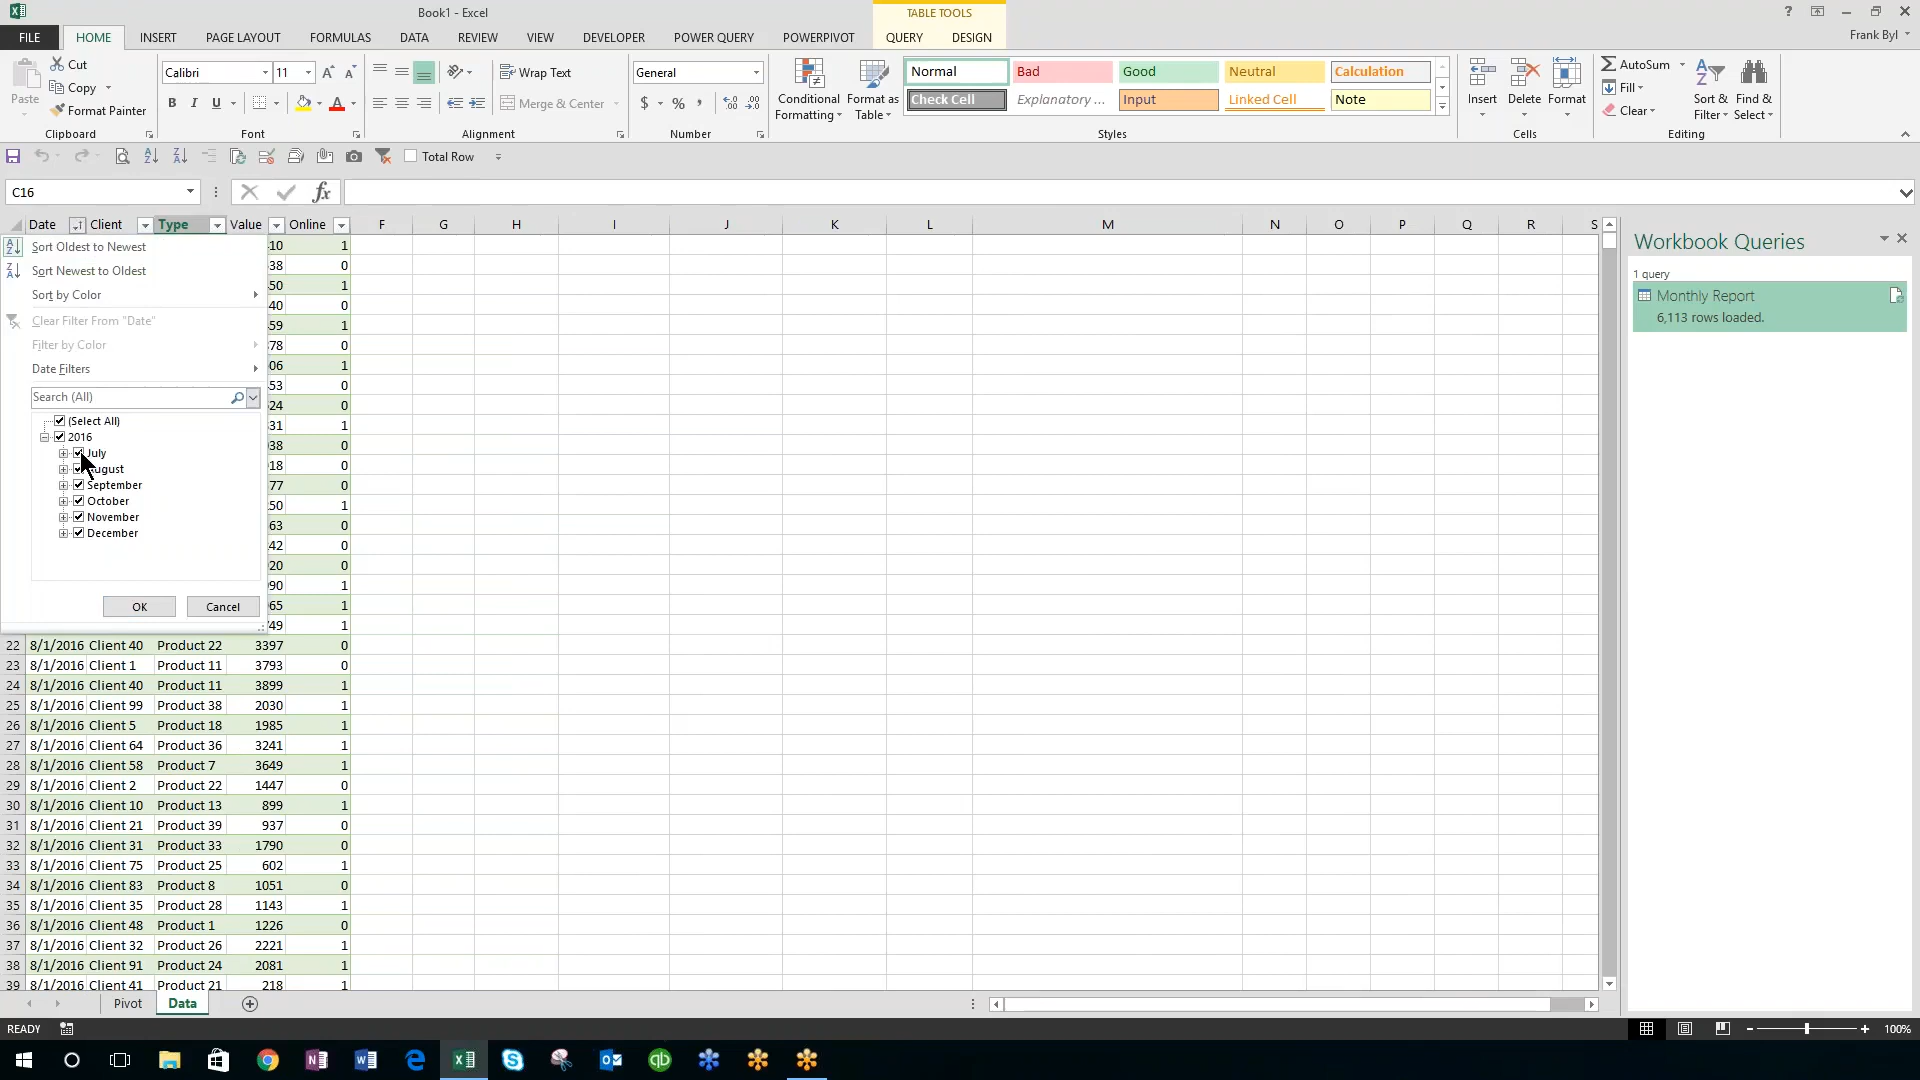 Book1 - Excel
TABLE TOOLS
?
FILE HOME INSERT PAGE LAYOUT FORMULAS DATA REVIEW VIEW DEVELOPER POWER QUERY POWERPIVOT QUERY DESIGN Frank Byl
Paste
Cut
Copy
Format Painter
Clipboard
Calibri 11 A A
B I U A
Font
Wrap Text
Merge & Center
Alignment
General
$ % ,
Number
Conditional Formatting
Format as Table
Normal Bad Good Neutral Calculation
Check Cell Explanatory ... Input Linked Cell Note
Styles
Insert Delete Format
Cells
AutoSum
Fill
Clear
Sort & Filter
Find & Select
Editing
Total Row
C16 fx
Date Client Type Value Online F G H I J K L M N O P Q R S
Sort Oldest to Newest
Sort Newest to Oldest
Sort by Color
Clear Filter From "Date"
Filter by Color
Date Filters
Search (All)
(Select All)
2016
July
August
September
October
November
December
OK Cancel
10 1
38 0
50 1
40 0
59 1
78 0
06 1
53 0
24 0
31 1
38 0
18 0
77 0
50 1
63 0
42 0
20 0
90 1
65 1
49 1
22 8/1/2016 Client 40 Product 22 3397 0
23 8/1/2016 Client 1 Product 11 3793 0
24 8/1/2016 Client 40 Product 11 3899 1
25 8/1/2016 Client 99 Product 38 2030 1
26 8/1/2016 Client 5 Product 18 1985 1
27 8/1/2016 Client 64 Product 36 3241 1
28 8/1/2016 Client 58 Product 7 3649 1
29 8/1/2016 Client 2 Product 22 1447 0
30 8/1/2016 Client 10 Product 13 899 1
31 8/1/2016 Client 21 Product 39 937 0
32 8/1/2016 Client 31 Product 33 1790 0
33 8/1/2016 Client 75 Product 25 602 1
34 8/1/2016 Client 83 Product 8 1051 0
35 8/1/2016 Client 35 Product 28 1143 1
36 8/1/2016 Client 48 Product 1 1226 0
37 8/1/2016 Client 32 Product 26 2221 1
38 8/1/2016 Client 91 Product 24 2081 1
39 8/1/2016 Client 41 Product 21 218 1
Workbook Queries
1 query
Monthly Report
6,113 rows loaded.
Pivot Data
READY
100%